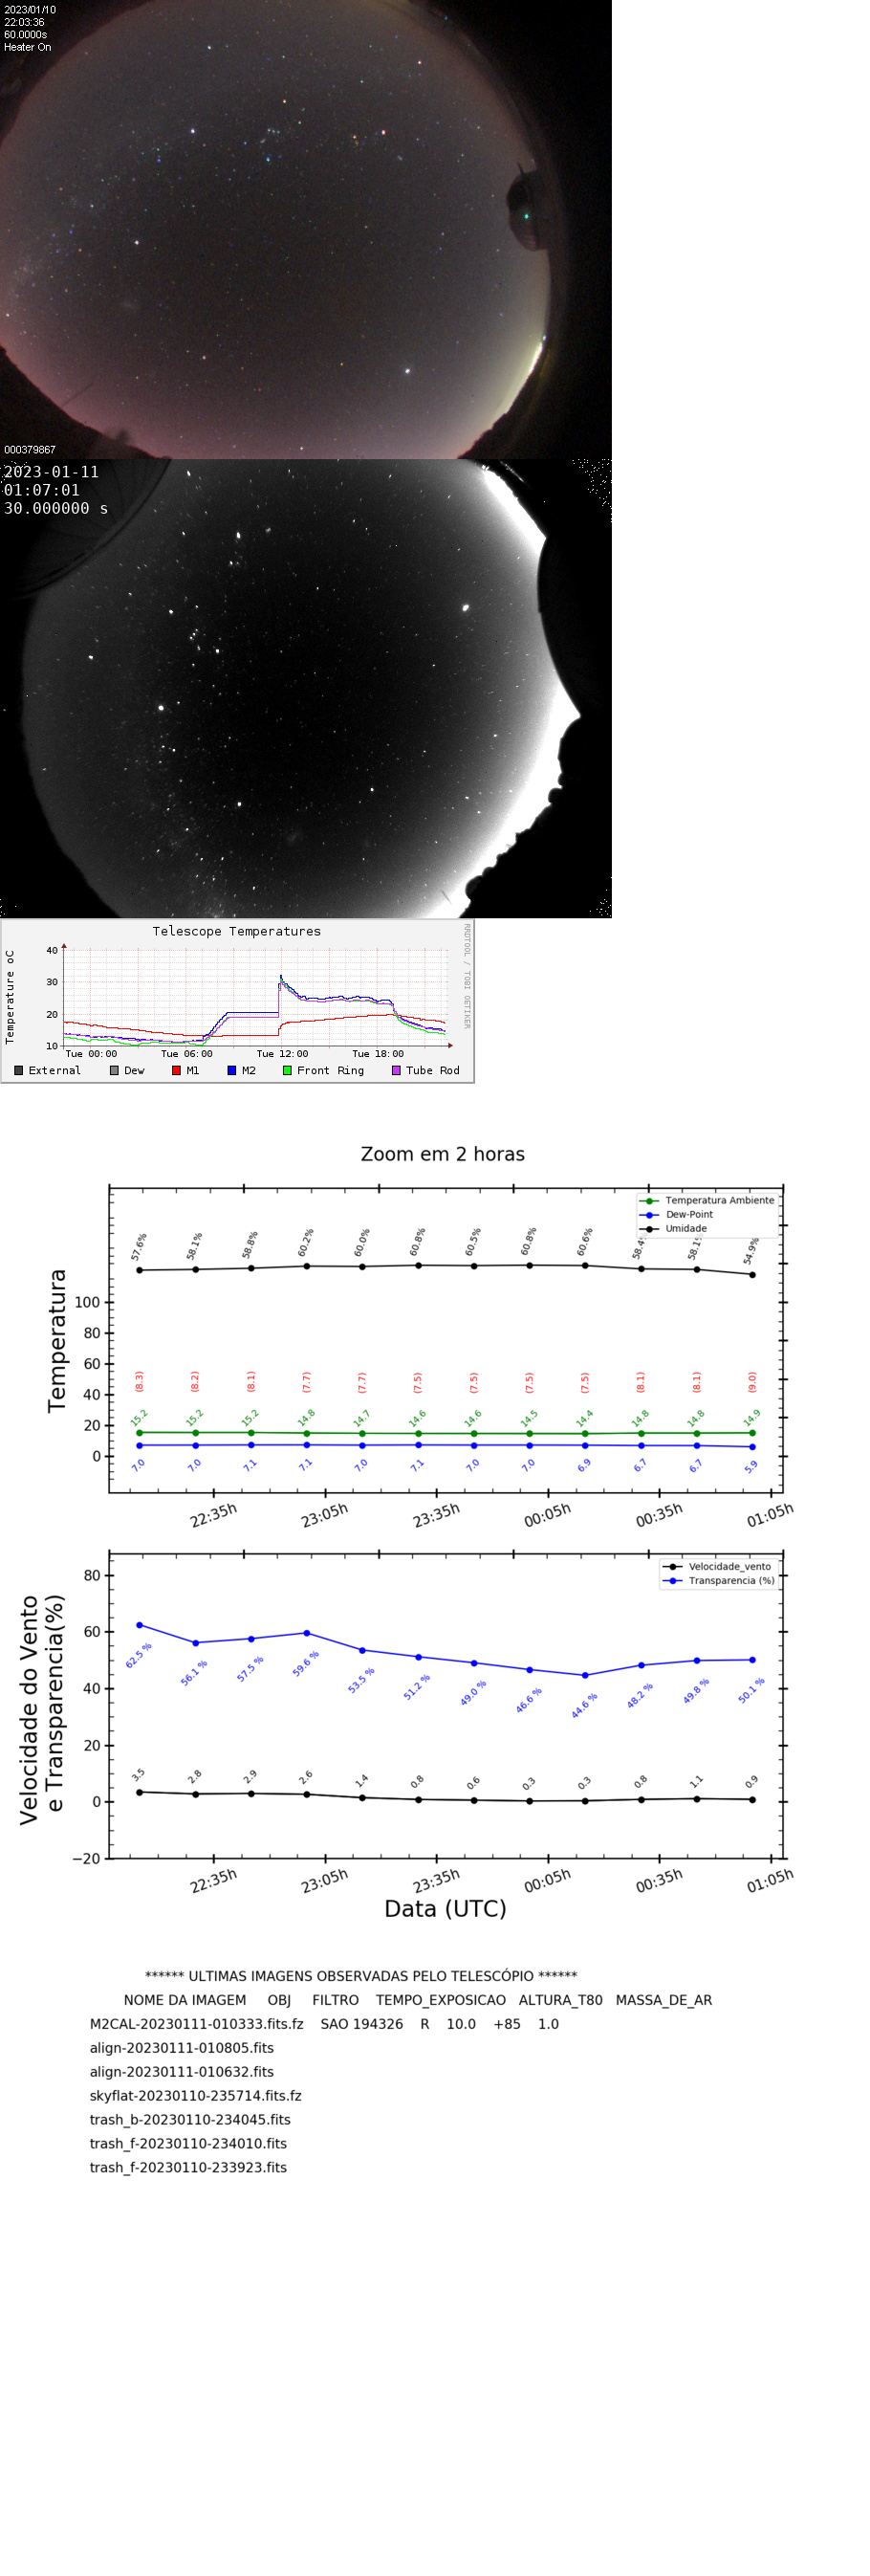 2023/01/10
22:03:36
60.0000s
Heater On
000379867
2023-01-11
01:07:01
30.000000 s
Telescope Temperatures
RRDTOOL / TOBI OETIKER
Temperature oC
40
30
20
10
Tue 00:00 Tue 06:00 Tue 12:00 Tue 18:00
External Dew M1 M2 Front Ring Tube Rod
Zoom em 2 horas
Temperatura Ambiente
Dew-Point
Umidade
57.6% 58.1% 58.8% 60.2% 60.0% 60.8% 60.5% 60.8% 60.6% 58.4% 58.1% 54.9%
Temperatura
100
80
60
40
20
0
(8.3) (8.2) (8.1) (7.7) (7.7) (7.5) (7.5) (7.5) (7.5) (8.1) (8.1) (9.0)
15.2 15.2 15.2 14.8 14.7 14.6 14.6 14.5 14.4 14.8 14.8 14.9
7.0 7.0 7.1 7.1 7.0 7.1 7.0 7.0 6.9 6.7 6.7 5.9
22:35h 23:05h 23:35h 00:05h 00:35h 01:05h
Velocidade_vento
Transparencia (%)
Velocidade do Vento
e Transparencia(%)
80
60
40
20
0
−20
62.5 % 56.1 % 57.5 % 59.6 % 53.5 % 51.2 % 49.0 % 46.6 % 44.6 % 48.2 % 49.8 % 50.1 %
3.5 2.8 2.9 2.6 1.4 0.8 0.6 0.3 0.3 0.8 1.1 0.9
22:35h 23:05h 23:35h 00:05h 00:35h 01:05h
Data (UTC)
****** ULTIMAS IMAGENS OBSERVADAS PELO TELESCÓPIO ******
NOME DA IMAGEM OBJ FILTRO TEMPO_EXPOSICAO ALTURA_T80 MASSA_DE_AR
M2CAL-20230111-010333.fits.fz SAO 194326 R 10.0 +85 1.0
align-20230111-010805.fits
align-20230111-010632.fits
skyflat-20230110-235714.fits.fz
trash_b-20230110-234045.fits
trash_f-20230110-234010.fits
trash_f-20230110-233923.fits